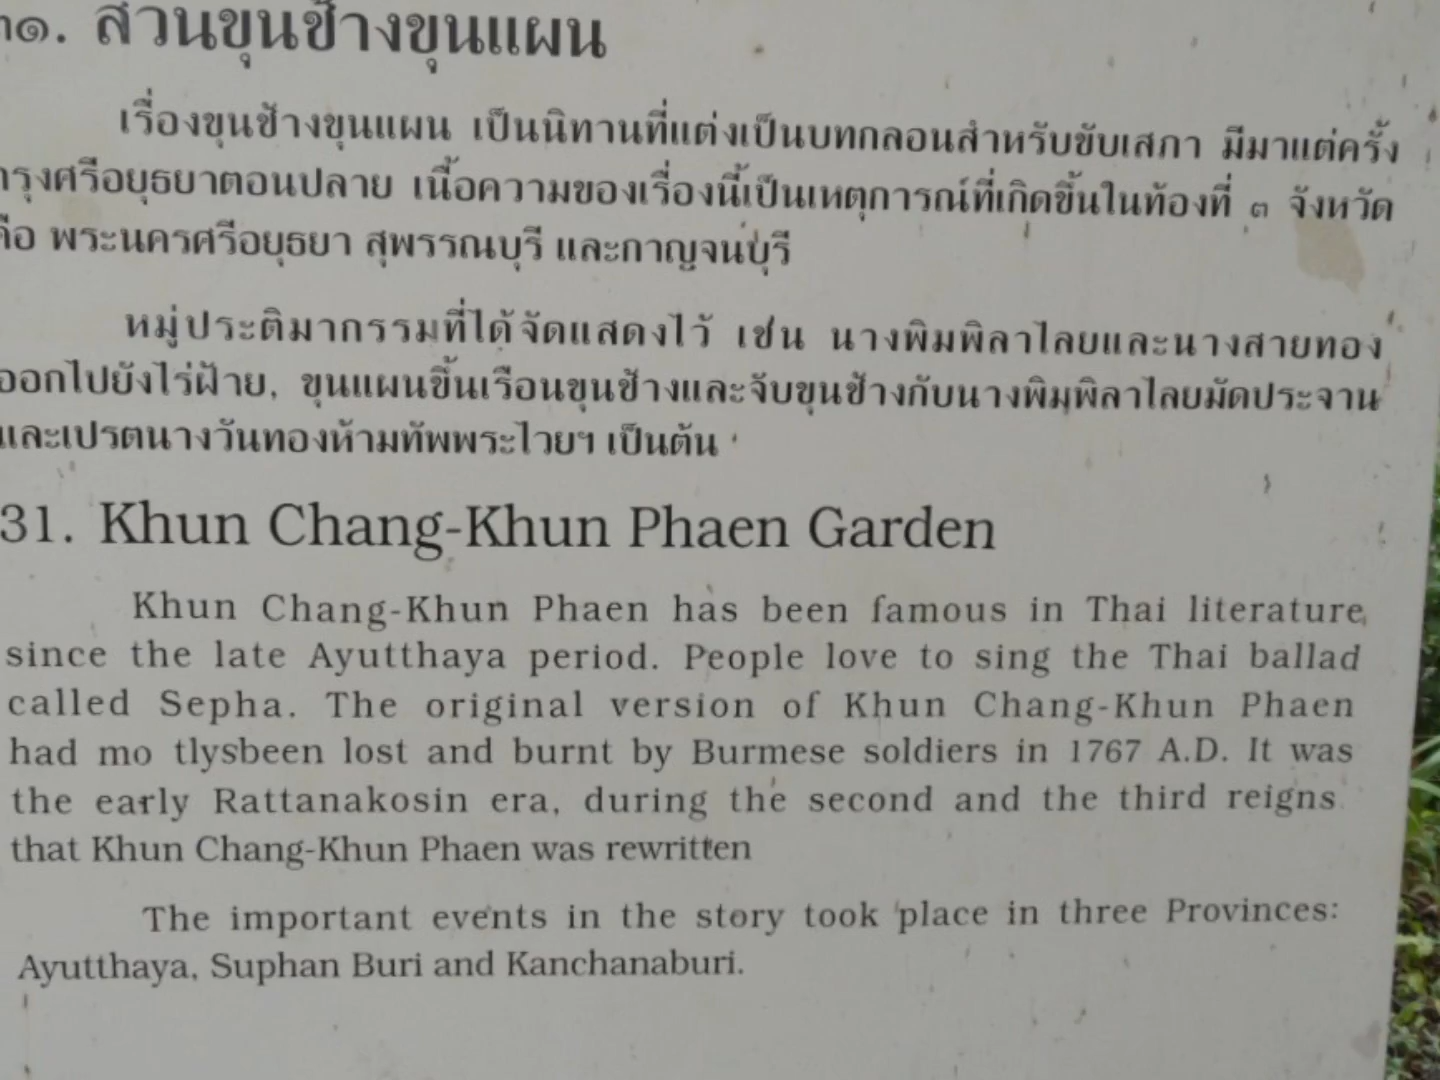 ๓๑. สวนขุนช้างขุนแผน
เรื่องขุนช้างขุนแผน เป็นนิทานที่แต่งเป็นบทกลอนสำหรับขับเสภา มีมาแต่ครั้ง
กรุงศรีอยุธยาตอนปลาย เนื้อความของเรื่องนี้เป็นเหตุการณ์ที่เกิดขึ้นในท้องที่ ๓ จังหวัด
คือ พระนครศรีอยุธยา สุพรรณบุรี และกาญจนบุรี
หมู่ประติมากรรมที่ได้จัดแสดงไว้ เช่น นางพิมพิลาไลยและนางสายทอง
ออกไปยังไร่ฝ้าย, ขุนแผนขึ้นเรือนขุนช้างและจับขุนช้างกับนางพิมพิลาไลยมัดประจาน
และเปรตนางวันทองห้ามทัพพระไวยฯ เป็นต้น
31. Khun Chang-Khun Phaen Garden
Khun Chang-Khun Phaen has been famous in Thai literature
since the late Ayutthaya period. People love to sing the Thai ballad
called Sepha. The original version of Khun Chang-Khun Phaen
had mo tlysbeen lost and burnt by Burmese soldiers in 1767 A.D. It was
the early Rattanakosin era, during the second and the third reigns
that Khun Chang-Khun Phaen was rewritten
The important events in the story took place in three Provinces:
Ayutthaya, Suphan Buri and Kanchanaburi.